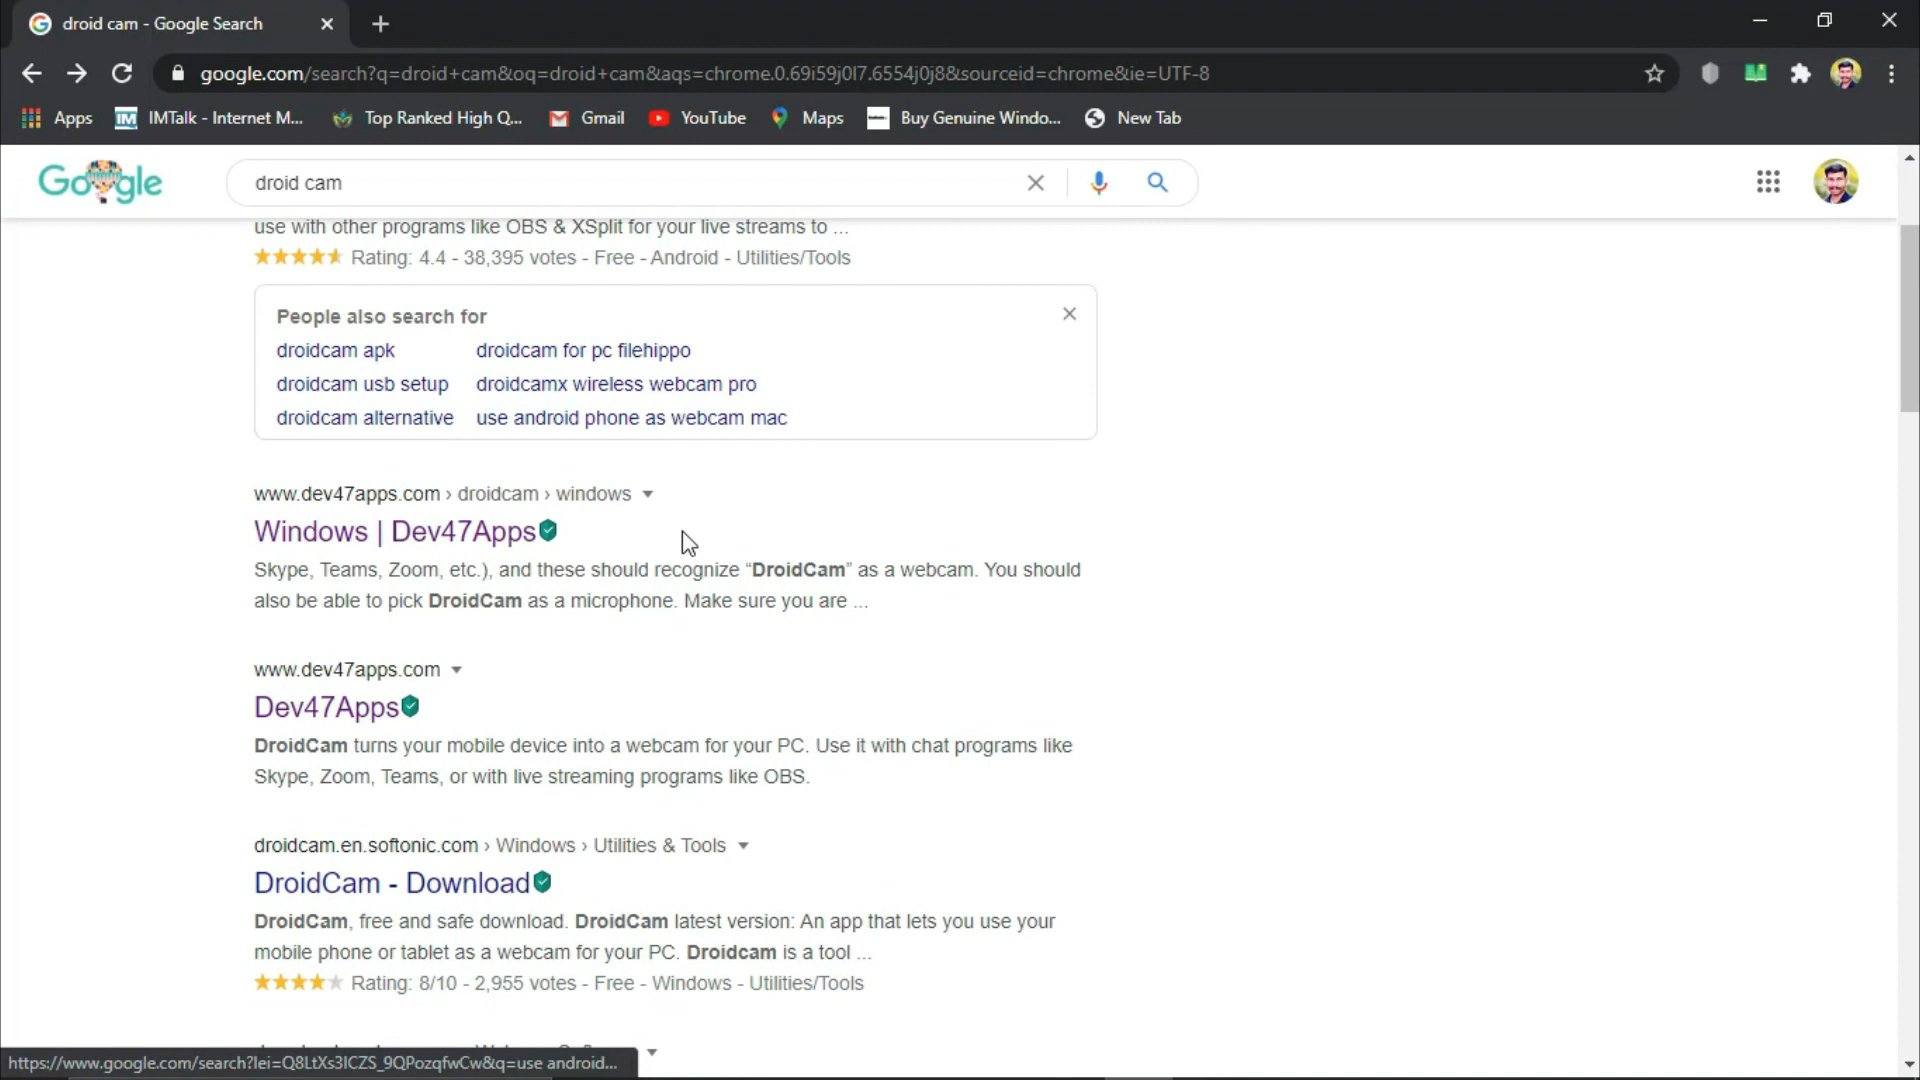 droid cam - Google Search
google.com/search?q=droid+cam&oq=droid+cam&aqs=chrome.0.69i59j0l7.6554j0j8&sourceid=chrome&ie=UTF-8
Apps IMTalk - Internet M... Top Ranked High Q... Gmail YouTube Maps Buy Genuine Windo... New Tab
Google droid cam
use with other programs like OBS & XSplit for your live streams to ...
Rating: 4.4 - 38,395 votes - Free - Android - Utilities/Tools
People also search for
droidcam apk droidcam for pc filehippo
droidcam usb setup droidcamx wireless webcam pro
droidcam alternative use android phone as webcam mac
www.dev47apps.com › droidcam › windows
Windows | Dev47Apps
Skype, Teams, Zoom, etc.), and these should recognize “DroidCam” as a webcam. You should
also be able to pick DroidCam as a microphone. Make sure you are ...
www.dev47apps.com
Dev47Apps
DroidCam turns your mobile device into a webcam for your PC. Use it with chat programs like
Skype, Zoom, Teams, or with live streaming programs like OBS.
droidcam.en.softonic.com › Windows › Utilities & Tools
DroidCam - Download
DroidCam, free and safe download. DroidCam latest version: An app that lets you use your
mobile phone or tablet as a webcam for your PC. Droidcam is a tool ...
Rating: 8/10 - 2,955 votes - Free - Windows - Utilities/Tools
https://www.google.com/search?lei=Q8LtXs3ICZS_9QPozqfwCw&q=use android...